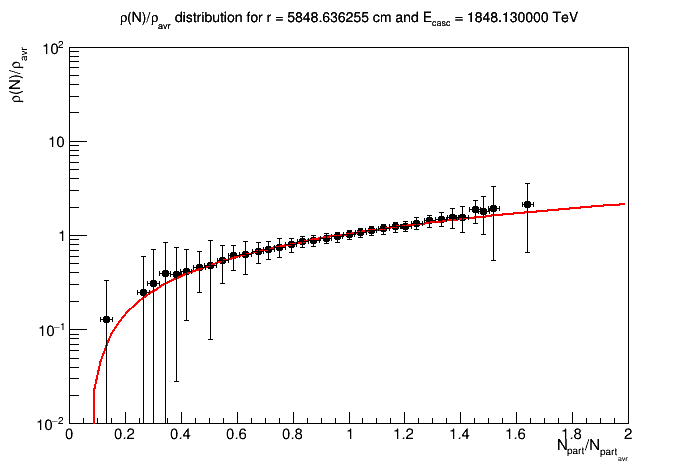 ρ(N)/ρavr distribution for r = 5848.636255 cm and Ecasc = 1848.130000 TeV
ρ(N)/ρavr
10²
10
1
10⁻¹
10⁻²
0 0.2 0.4 0.6 0.8 1 1.2 1.4 1.6 1.8 2
Npart/Npartavr